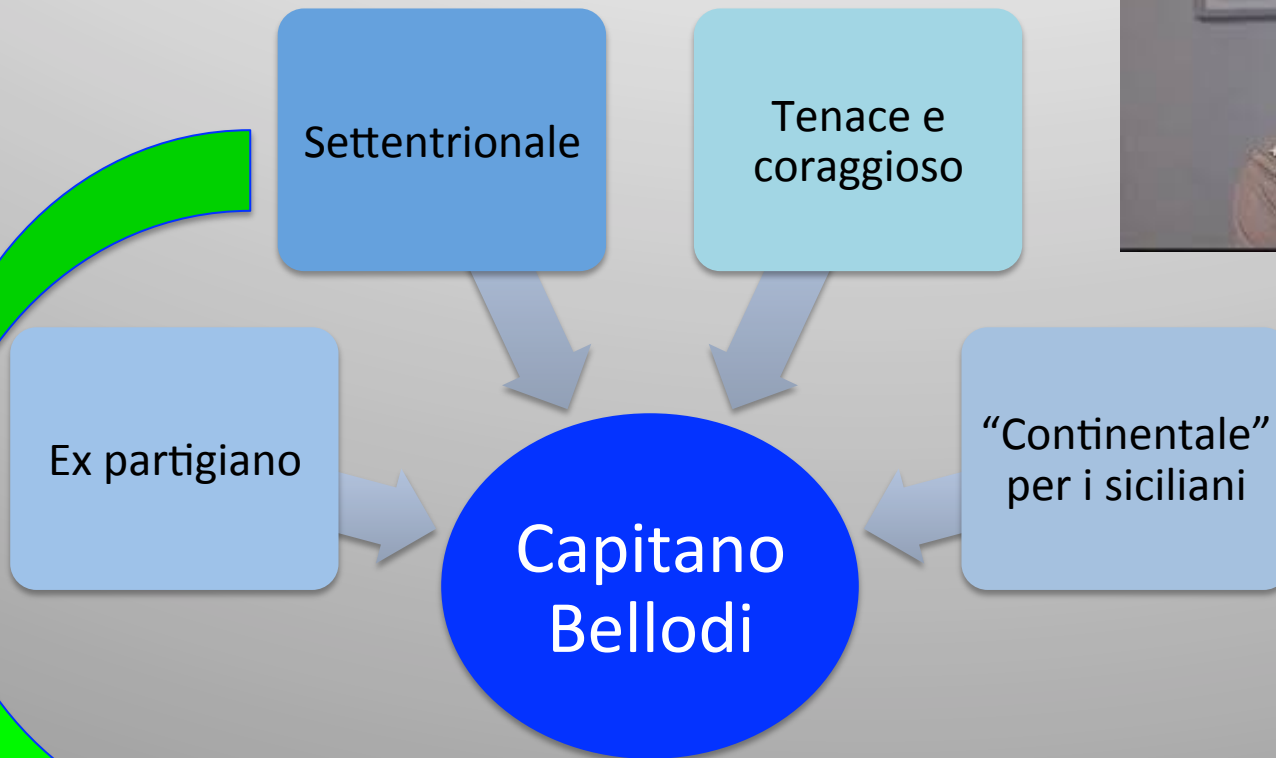 Settentrionale
Tenace e
coraggioso
Ex partigiano
“Continentale”
per i siciliani
Capitano
Bellodi